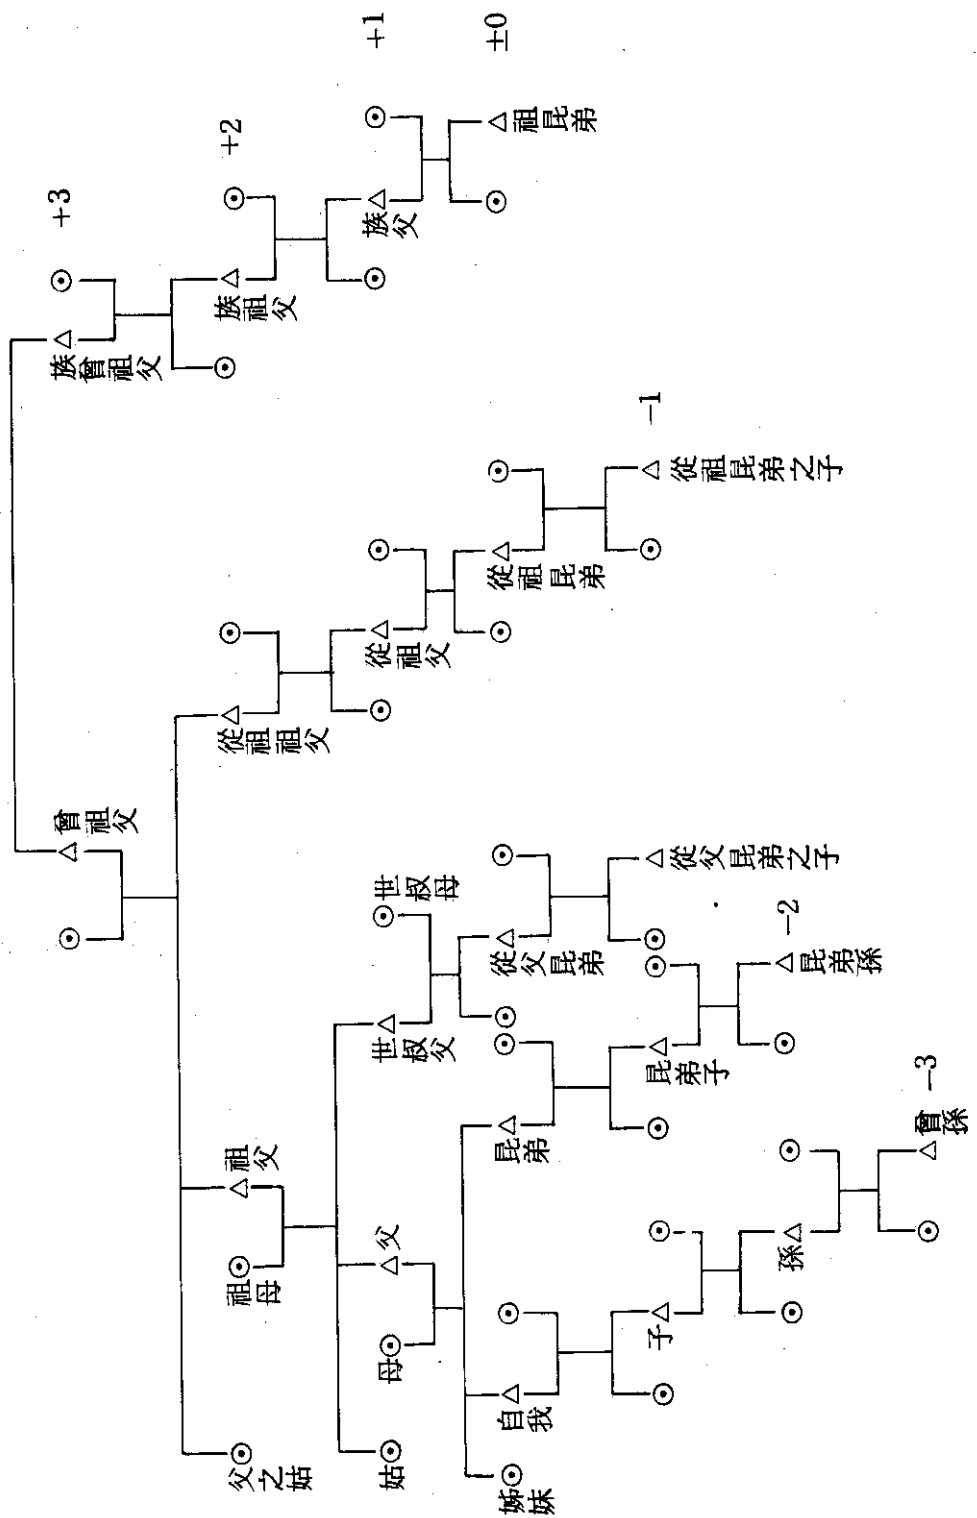 +3
+2
+1
±0
族曾祖父
族祖父
族父
祖昆弟
-1
從祖祖父
從祖父
從祖昆弟
從祖昆弟之子
曾祖父
世叔母
世叔父
從父昆弟
從父昆弟之子
-2
昆弟
昆弟子
昆弟孫
-3
祖父
祖母
父
母
自我
子
孫
曾孫
父之姑
姑
姊妹